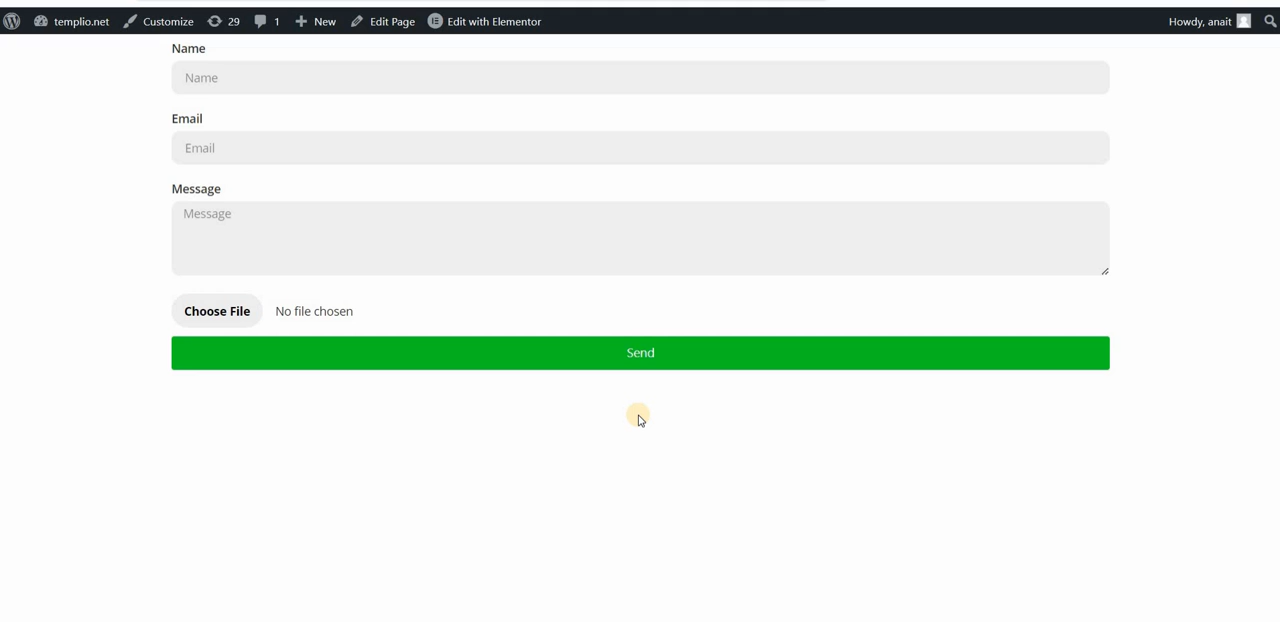 templio.net Customize 29 1 New Edit Page Edit with Elementor Howdy, anait
Name
Name
Email
Email
Message
Message
Choose File No file chosen
Send